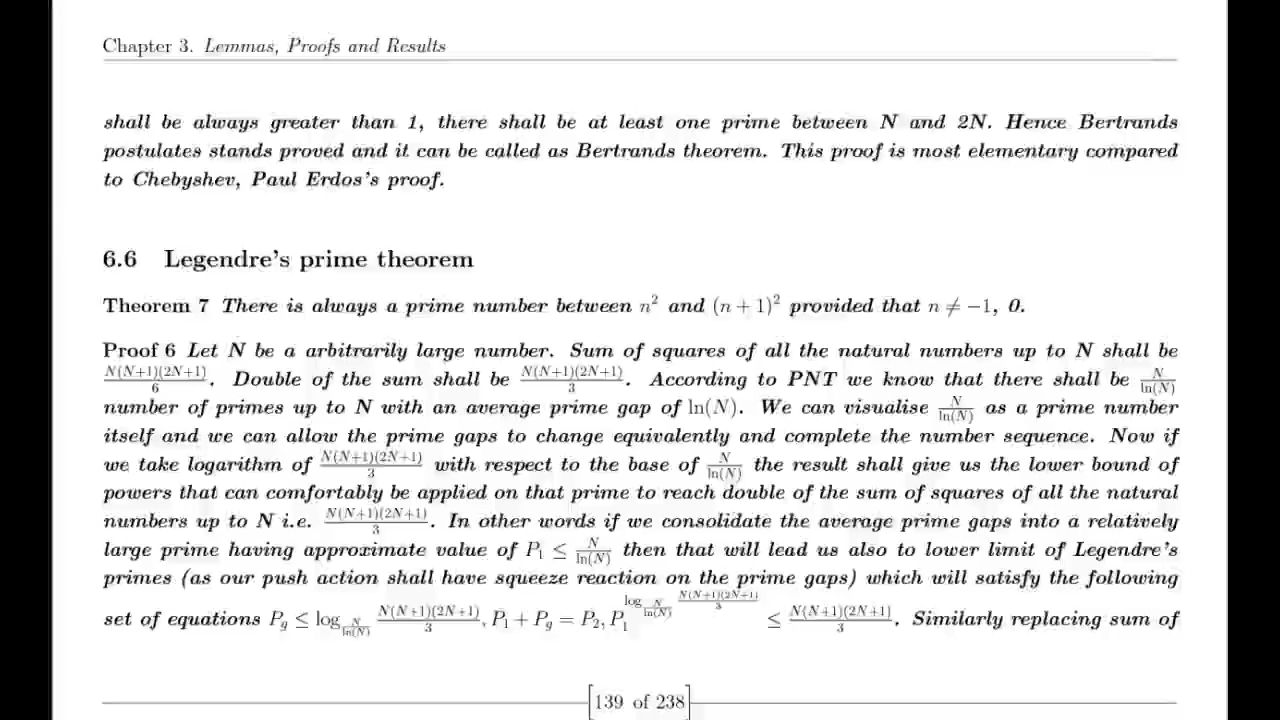 Chapter 3. Lemmas, Proofs and Results
shall be always greater than 1, there shall be at least one prime between N and 2N. Hence Bertrands
postulates stands proved and it can be called as Bertrands theorem. This proof is most elementary compared
to Chebyshev, Paul Erdos's proof.
6.6 Legendre's prime theorem
Theorem 7 There is always a prime number between n² and (n + 1)² provided that n ≠ −1, 0.
Proof 6 Let N be a arbitrarily large number. Sum of squares of all the natural numbers up to N shall be
N(N+1)(2N+1)/6. Double of the sum shall be N(N+1)(2N+1)/3. According to PNT we know that there shall be N/ln(N)
number of primes up to N with an average prime gap of ln(N). We can visualise N/ln(N) as a prime number
itself and we can allow the prime gaps to change equivalently and complete the number sequence. Now if
we take logarithm of N(N+1)(2N+1)/3 with respect to the base of N/ln(N) the result shall give us the lower bound of
powers that can comfortably be applied on that prime to reach double of the sum of squares of all the natural
numbers up to N i.e. N(N+1)(2N+1)/3. In other words if we consolidate the average prime gaps into a relatively
large prime having approximate value of P₁ ≤ N/ln(N) then that will lead us also to lower limit of Legendre's
primes (as our push action shall have squeeze reaction on the prime gaps) which will satisfy the following
set of equations P_g ≤ log_{N/ln(N)} N(N+1)(2N+1)/3, P₁ + P_g = P₂, P₁^{log_{N/ln(N)} N(N+1)(2N+1)/3} ≤ N(N+1)(2N+1)/3. Similarly replacing sum of
[139 of 238]